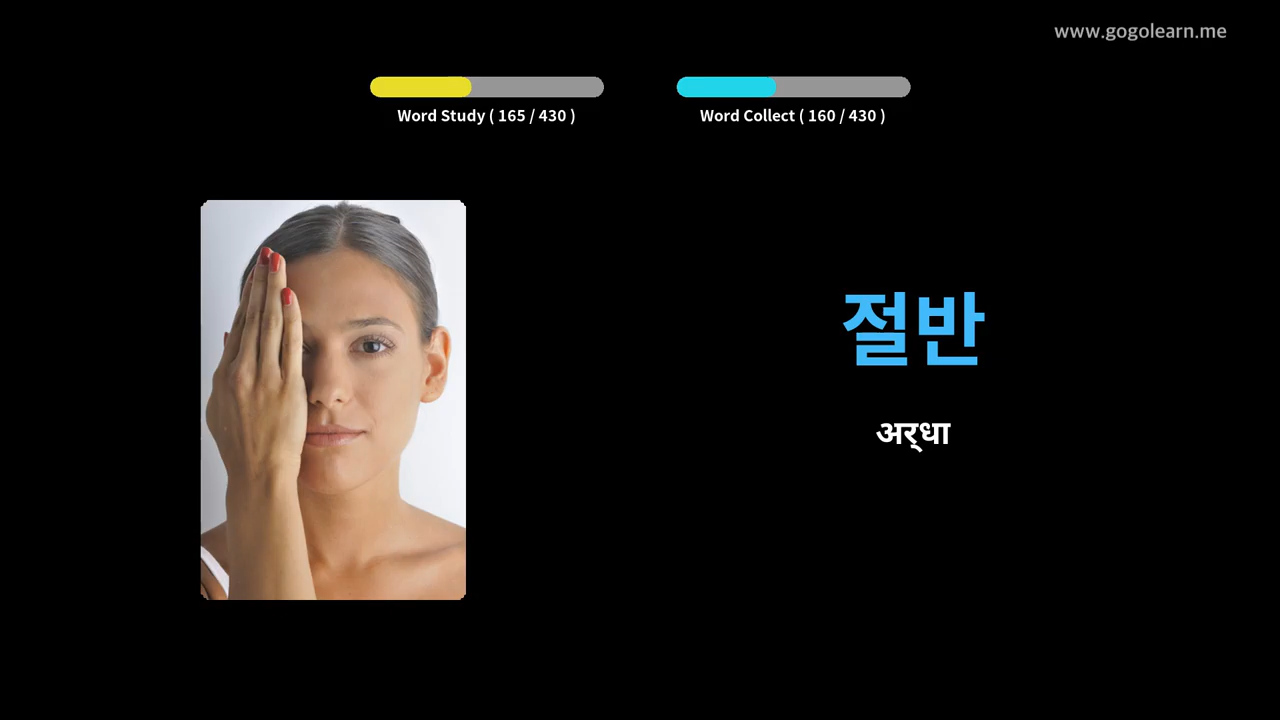 www.gogolearn.me
Word Study ( 165 / 430 )
Word Collect ( 160 / 430 )
절반
अर्‌धा